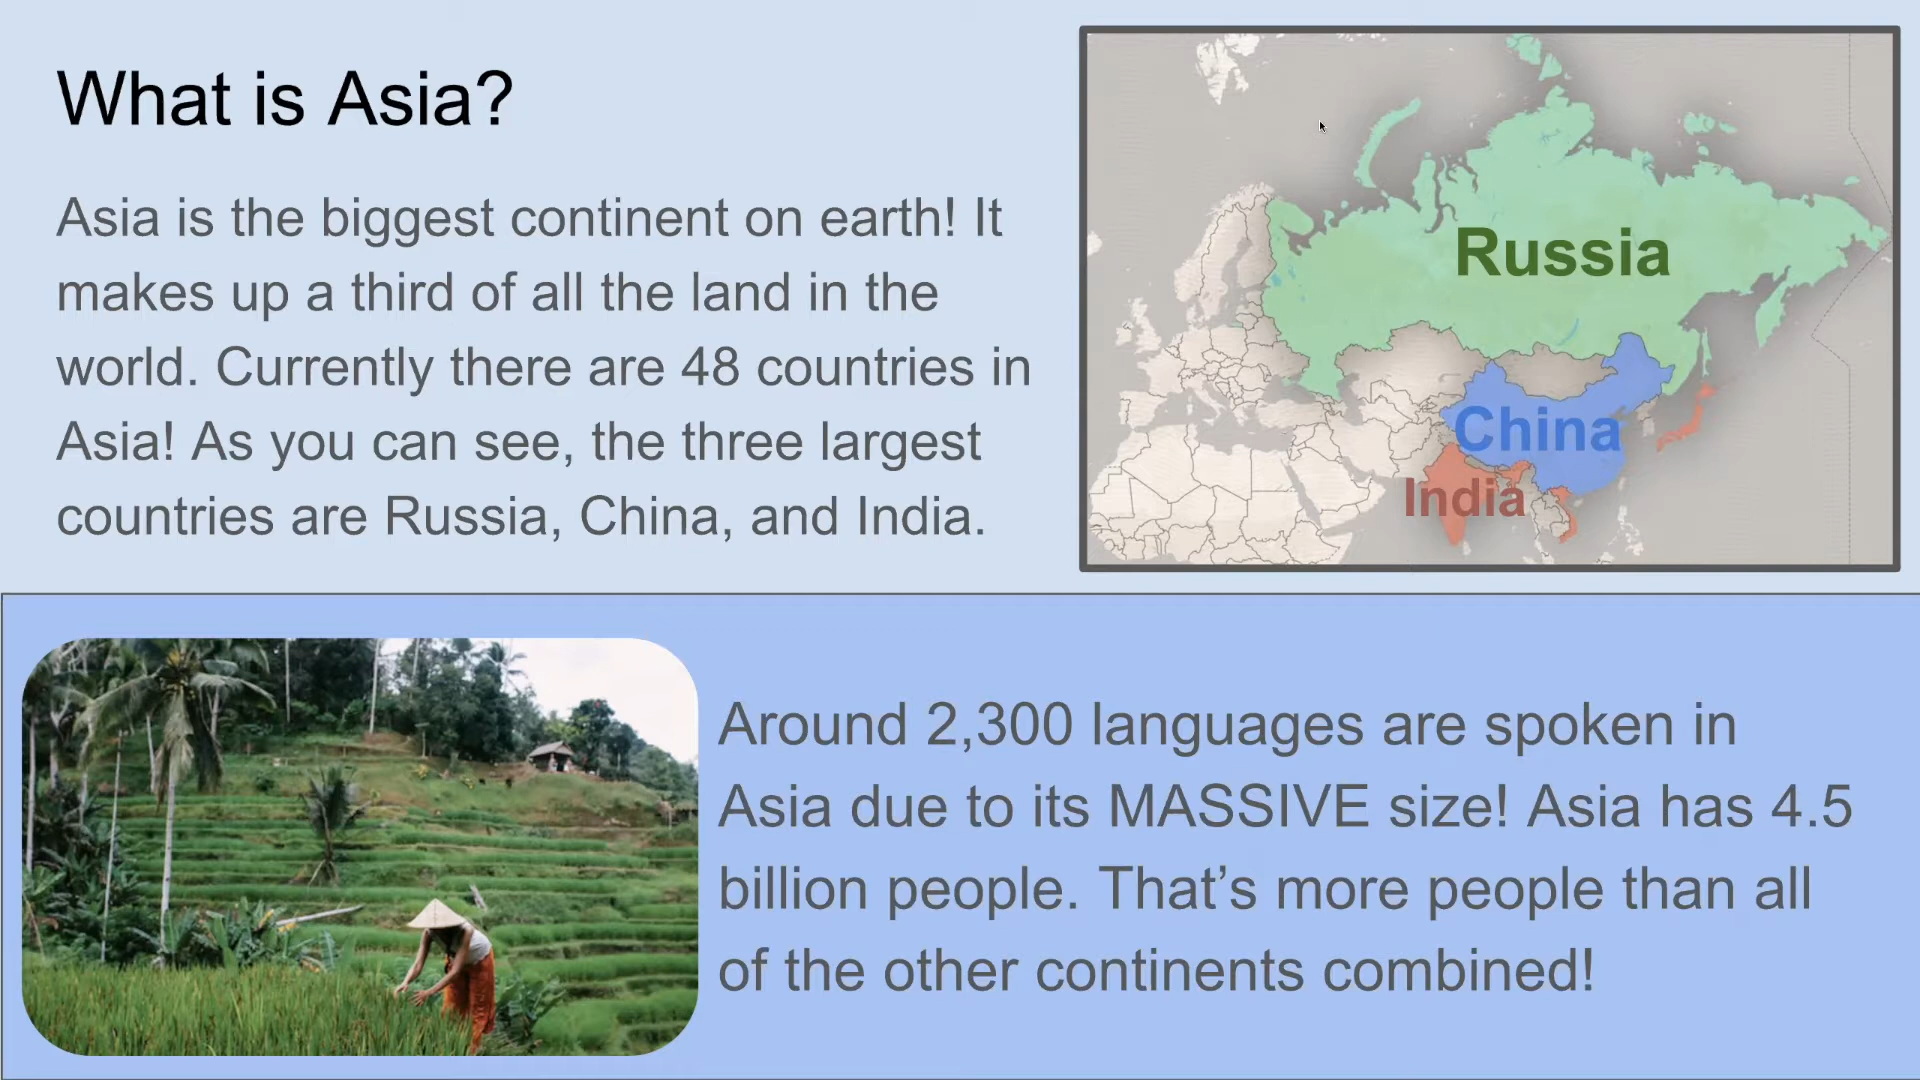 What is Asia?
Asia is the biggest continent on earth! It
makes up a third of all the land in the
world. Currently there are 48 countries in
Asia! As you can see, the three largest
countries are Russia, China, and India.
Russia
China
India
Around 2,300 languages are spoken in
Asia due to its MASSIVE size! Asia has 4.5
billion people. That’s more people than all
of the other continents combined!